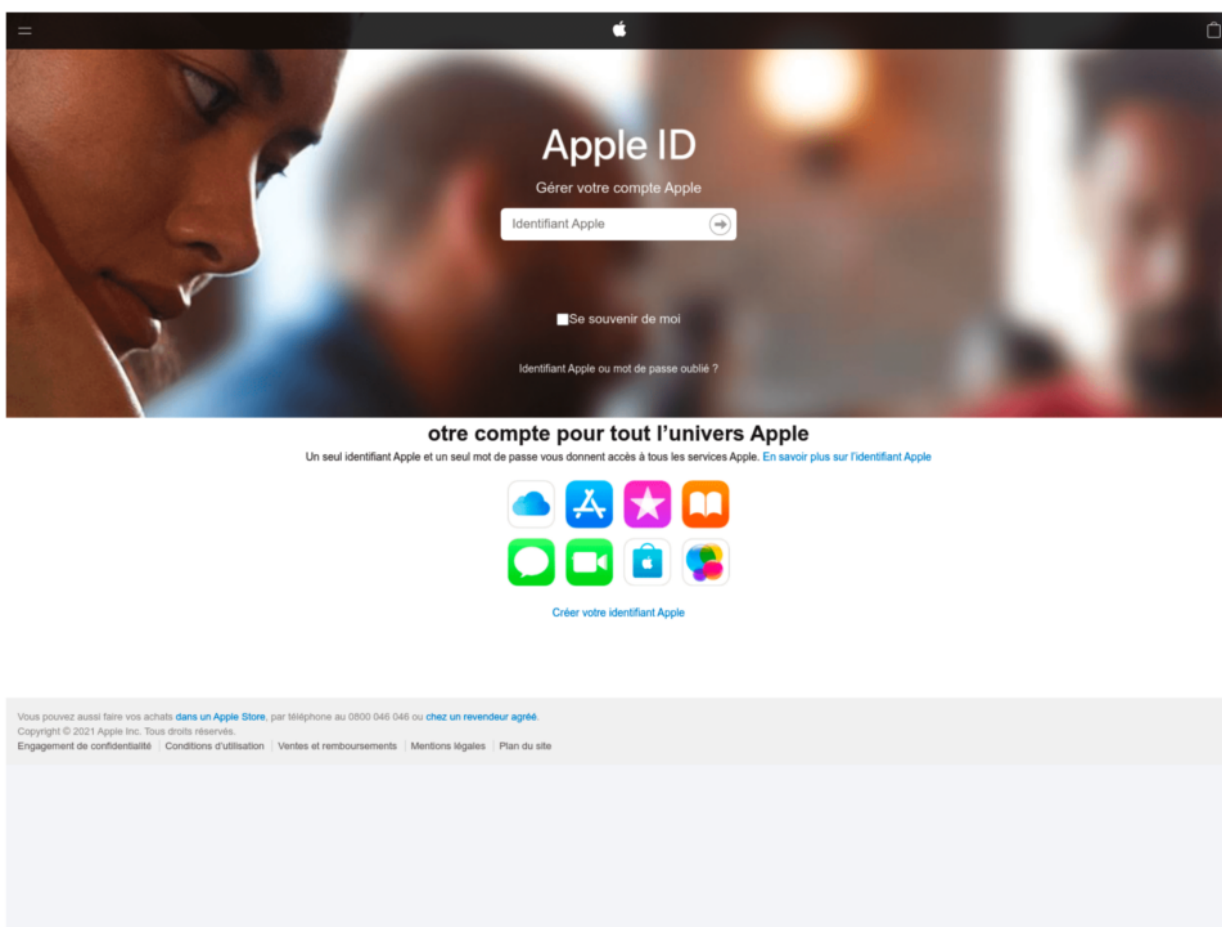 Apple ID
Gérer votre compte Apple
Identifiant Apple
Se souvenir de moi
Identifiant Apple ou mot de passe oublié ?
otre compte pour tout l’univers Apple
Un seul identifiant Apple et un seul mot de passe vous donnent accès à tous les services Apple. En savoir plus sur l’identifiant Apple
Créer votre identifiant Apple
Vous pouvez aussi faire vos achats dans un Apple Store, par téléphone au 0800 046 046 ou chez un revendeur agréé.
Copyright © 2021 Apple Inc. Tous droits réservés.
Engagement de confidentialité Conditions d’utilisation Ventes et remboursements Mentions légales Plan du site